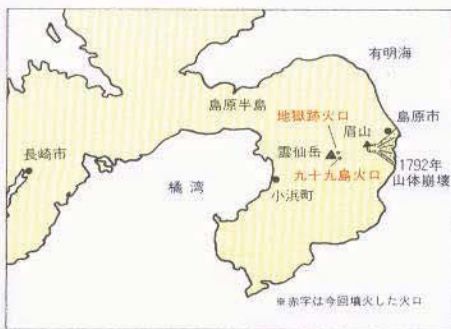 有明海
島原半島
地獄跡火口
島原市
眉山
長崎市
雲仙岳
1792年
山体崩壊
九十九島火口
橘湾
小浜町
※赤字は今回噴火した火口